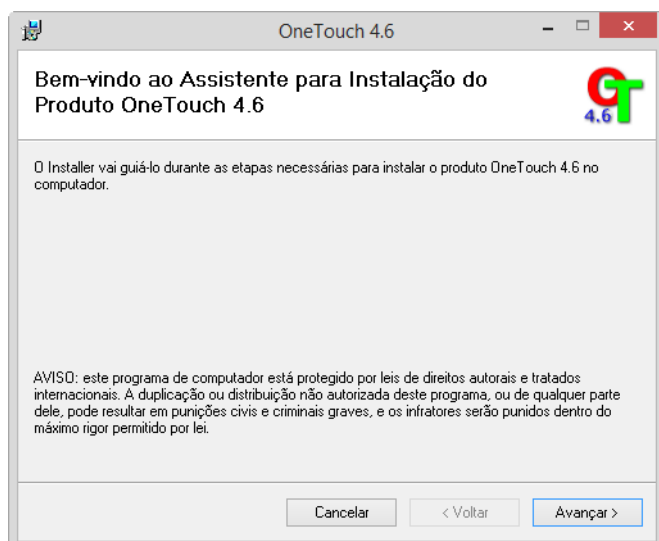 OneTouch 4.6
Bem-vindo ao Assistente para Instalação do
Produto OneTouch 4.6
OT
4.6
O Installer vai guiá-lo durante as etapas necessárias para instalar o produto OneTouch 4.6 no
computador.
AVISO: este programa de computador está protegido por leis de direitos autorais e tratados
internacionais. A duplicação ou distribuição não autorizada deste programa, ou de qualquer parte
dele, pode resultar em punições civis e criminais graves, e os infratores serão punidos dentro do
máximo rigor permitido por lei.
Cancelar
< Voltar
Avançar >